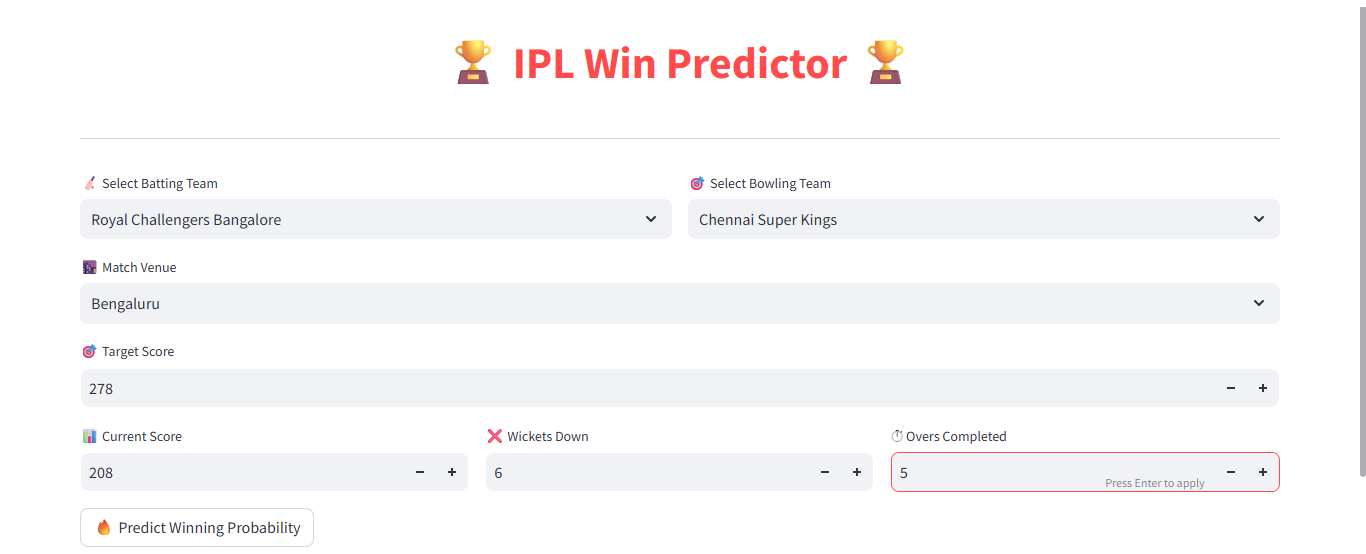 🏆 IPL Win Predictor 🏆
🏏 Select Batting Team
🎯 Select Bowling Team
Royal Challengers Bangalore
Chennai Super Kings
🌆 Match Venue
Bengaluru
🎯 Target Score
278
− +
📊 Current Score
❌ Wickets Down
⏱ Overs Completed
208
− +
6
− +
5
Press Enter to apply
− +
🔥 Predict Winning Probability